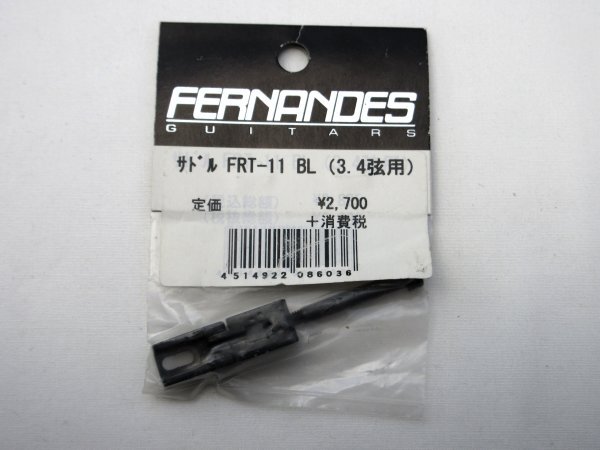 FERNANDES
GUITARS
ｻﾄﾞﾙ FRT-11 BL (3.4弦用)
定価 ¥2,700
+消費税
4514922 086036